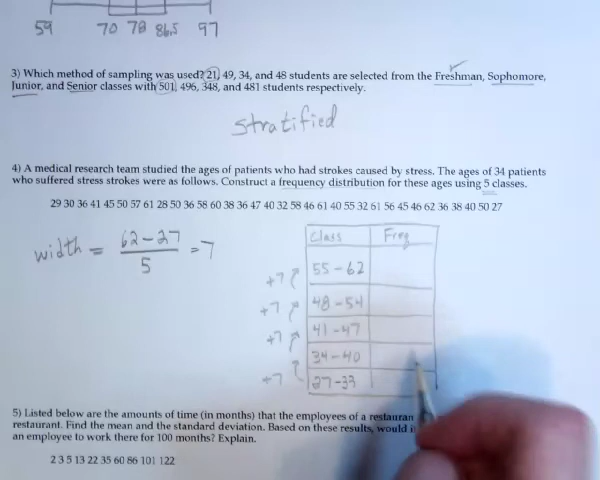 59 70 78 86.5 97
3) Which method of sampling was used? 21, 49, 34, and 48 students are selected from the Freshman, Sophomore,
Junior, and Senior classes with 501, 496, 348, and 481 students respectively.
stratified
4) A medical research team studied the ages of patients who had strokes caused by stress. The ages of 34 patients
who suffered stress strokes were as follows. Construct a frequency distribution for these ages using 5 classes.
29 30 36 41 45 50 57 61 28 50 36 58 60 38 36 47 40 32 58 46 61 40 55 32 61 56 45 46 62 36 38 40 50 27
width = 62-27 / 5 = 7
Class Freq
+7 55-62
+7 48-54
+7 41-47
34-40
+7 27-33
5) Listed below are the amounts of time (in months) that the employees of a restauran
restaurant. Find the mean and the standard deviation. Based on these results, would i
an employee to work there for 100 months? Explain.
2 3 5 13 22 35 60 86 101 122